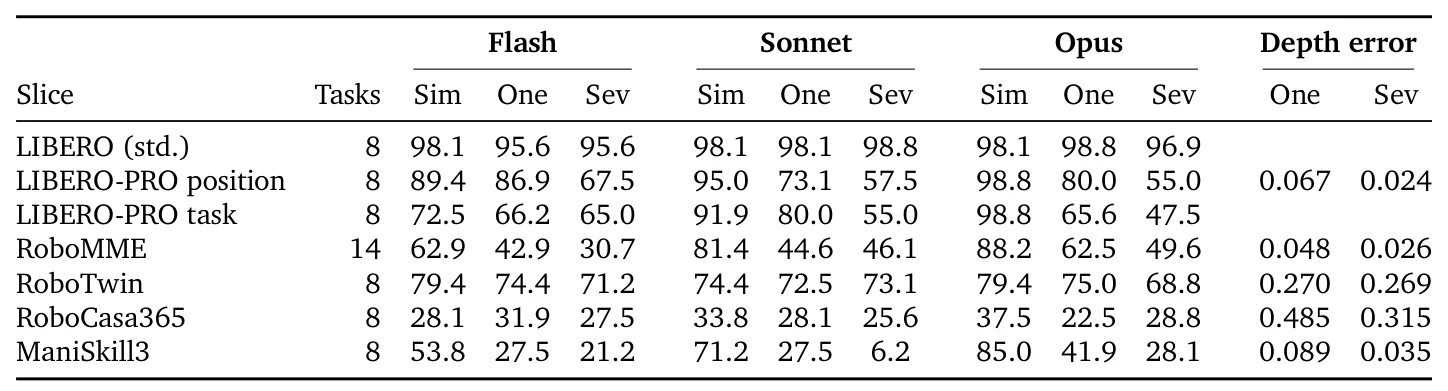 Flash Sonnet Opus Depth error
Slice Tasks Sim One Sev Sim One Sev Sim One Sev One Sev
LIBERO (std.) 8 98.1 95.6 95.6 98.1 98.1 98.8 98.1 98.8 96.9
LIBERO-PRO position 8 89.4 86.9 67.5 95.0 73.1 57.5 98.8 80.0 55.0 0.067 0.024
LIBERO-PRO task 8 72.5 66.2 65.0 91.9 80.0 55.0 98.8 65.6 47.5
RoboMME 14 62.9 42.9 30.7 81.4 44.6 46.1 88.2 62.5 49.6 0.048 0.026
RoboTwin 8 79.4 74.4 71.2 74.4 72.5 73.1 79.4 75.0 68.8 0.270 0.269
RoboCasa365 8 28.1 31.9 27.5 33.8 28.1 25.6 37.5 22.5 28.8 0.485 0.315
ManiSkill3 8 53.8 27.5 21.2 71.2 27.5 6.2 85.0 41.9 28.1 0.089 0.035